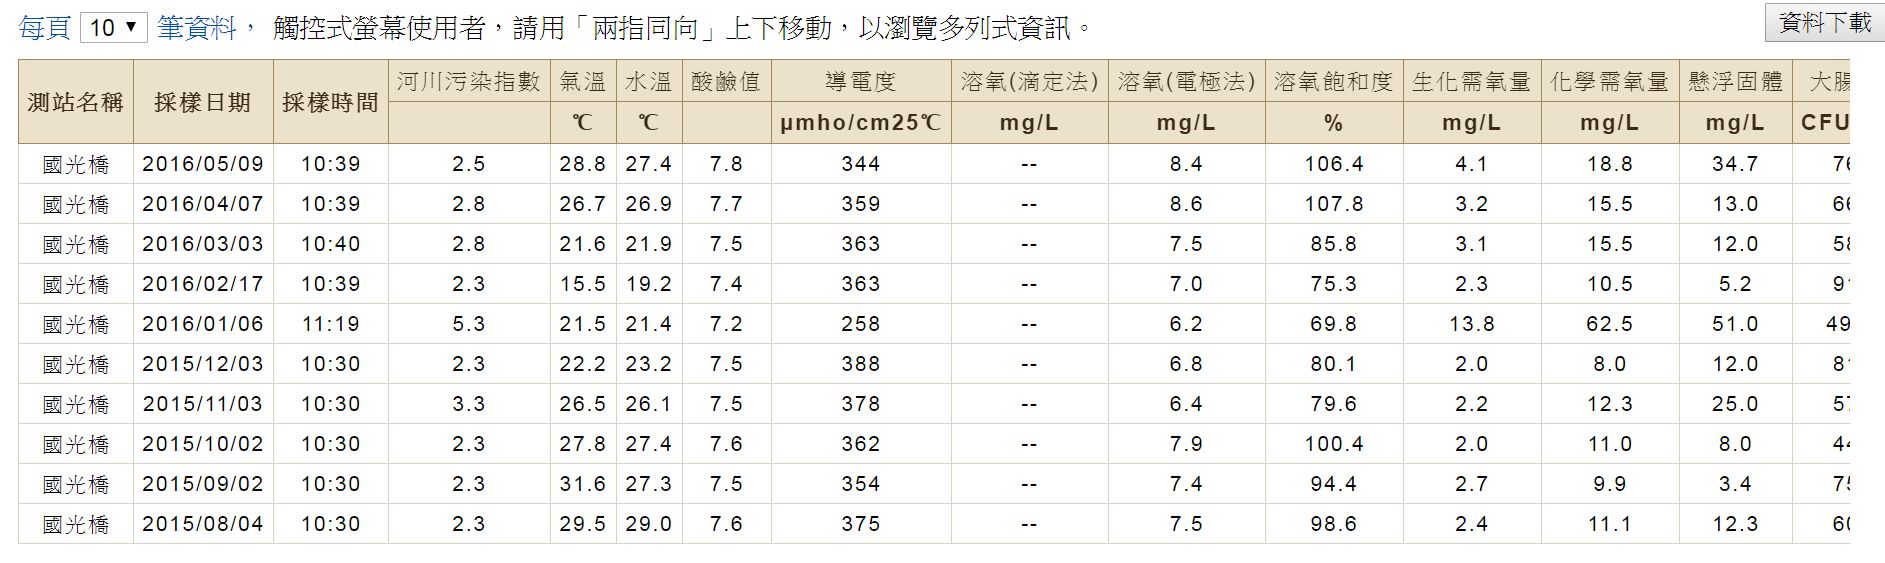 每頁 10 ▼ 筆資料， 觸控式螢幕使用者，請用「兩指同向」上下移動，以瀏覽多列式資訊。 資料下載
測站名稱 採樣日期 採樣時間 河川污染指數 氣溫 水溫 酸鹼值 導電度 溶氧(滴定法) 溶氧(電極法) 溶氧飽和度 生化需氧量 化學需氧量 懸浮固體 大腸
℃ ℃ μmho/cm25℃ mg/L mg/L % mg/L mg/L mg/L CFU
國光橋 2016/05/09 10:39 2.5 28.8 27.4 7.8 344 -- 8.4 106.4 4.1 18.8 34.7
國光橋 2016/04/07 10:39 2.8 26.7 26.9 7.7 359 -- 8.6 107.8 3.2 15.5 13.0
國光橋 2016/03/03 10:40 2.8 21.6 21.9 7.5 363 -- 7.5 85.8 3.1 15.5 12.0
國光橋 2016/02/17 10:39 2.3 15.5 19.2 7.4 363 -- 7.0 75.3 2.3 10.5 5.2
國光橋 2016/01/06 11:19 5.3 21.5 21.4 7.2 258 -- 6.2 69.8 13.8 62.5 51.0
國光橋 2015/12/03 10:30 2.3 22.2 23.2 7.5 388 -- 6.8 80.1 2.0 8.0 12.0
國光橋 2015/11/03 10:30 3.3 26.5 26.1 7.5 378 -- 6.4 79.6 2.2 12.3 25.0
國光橋 2015/10/02 10:30 2.3 27.8 27.4 7.6 362 -- 7.9 100.4 2.0 11.0 8.0
國光橋 2015/09/02 10:30 2.3 31.6 27.3 7.5 354 -- 7.4 94.4 2.7 9.9 3.4
國光橋 2015/08/04 10:30 2.3 29.5 29.0 7.6 375 -- 7.5 98.6 2.4 11.1 12.3